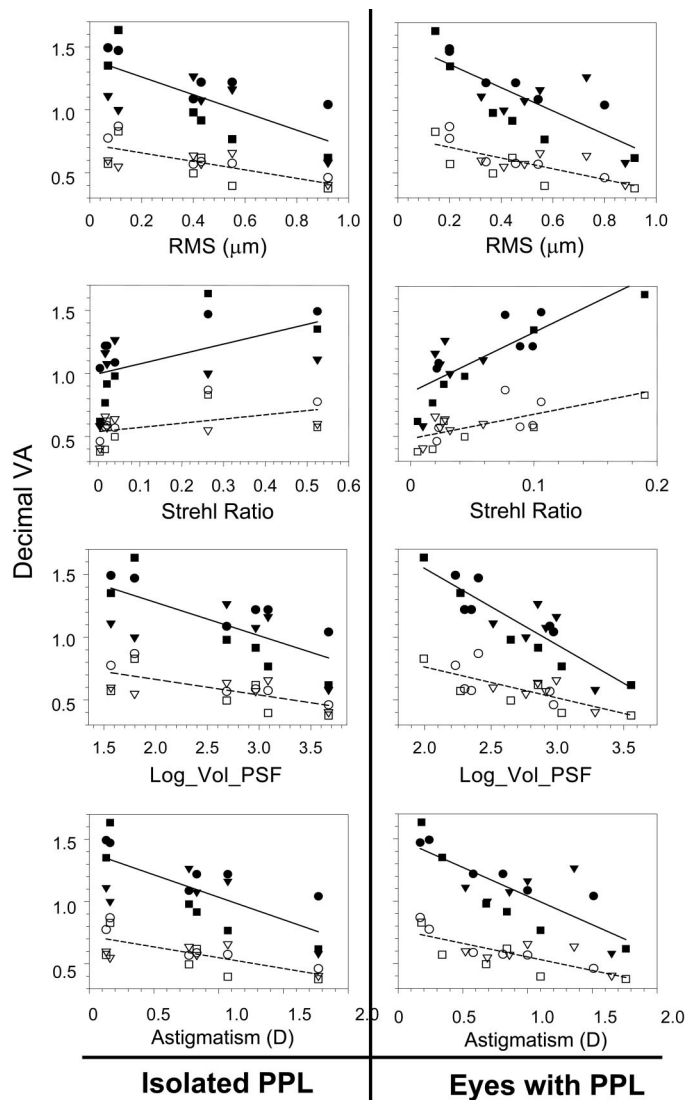 1.5
1.0
0.5
0.0 0.2 0.4 0.6 0.8 1.0
RMS (μm)
0.0 0.2 0.4 0.6 0.8 1.0
RMS (μm)
1.5
1.0
0.5
0.0 0.1 0.2 0.3 0.4 0.5 0.6
Strehl Ratio
0.0 0.1 0.2
Strehl Ratio
Decimal VA
1.5
1.0
0.5
1.5 2.0 2.5 3.0 3.5
Log_Vol_PSF
2.0 2.5 3.0 3.5
Log_Vol_PSF
1.5
1.0
0.5
0.0 0.5 1.0 1.5 2.0
Astigmatism (D)
0.0 0.5 1.0 1.5 2.0
Astigmatism (D)
Isolated PPL
Eyes with PPL